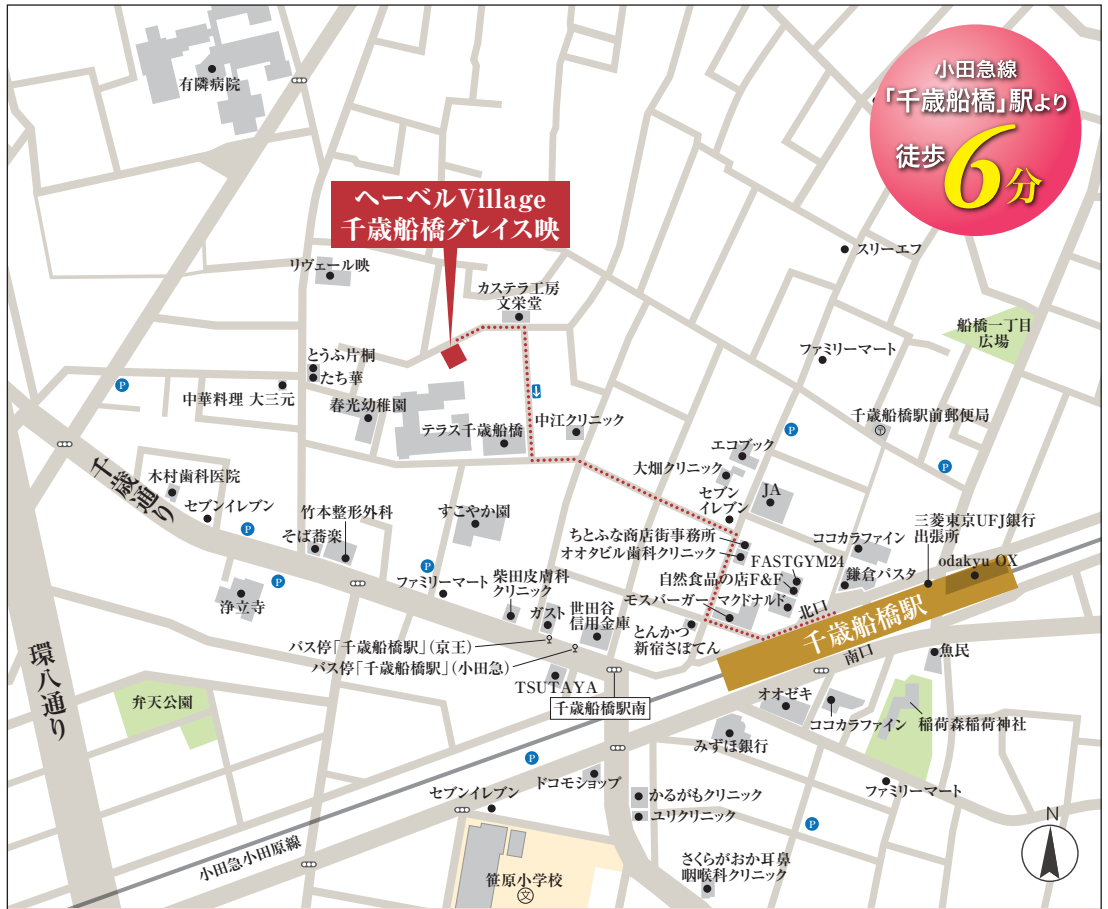 小田急線
「千歳船橋」駅より
徒歩6分
有隣病院
ヘーベルVillage
千歳船橋グレイス映
スリーエフ
リヴェール映
カステラ工房
文栄堂
船橋一丁目
広場
とうふ片桐
たち華
ファミリーマート
P
中華料理 大三元
春光幼稚園
テラス千歳船橋
中江クリニック
千歳船橋駅前郵便局
〒
P
エコブック
大畑クリニック
P
千歳通り
木村歯科医院
セブンイレブン
竹本整形外科
そば蕎楽
P
すこやか園
セブン
イレブン
JA
ちとふな商店街事務所
オオタビル歯科クリニック
ココカラファイン
三菱東京UFJ銀行
出張所
FASTGYM24
odakyu OX
自然食品の店F&F
鎌倉パスタ
モスバーガー
マクドナルド
北口
千歳船橋駅
南口
P
P
浄立寺
ファミリーマート
柴田皮膚科
クリニック
ガスト
世田谷
信用金庫
とんかつ
新宿さぼてん
バス停「千歳船橋駅」(京王)
バス停「千歳船橋駅」(小田急)
TSUTAYA
千歳船橋駅南
魚民
環八通り
弁天公園
オオゼキ
ココカラファイン
稲荷森稲荷神社
みずほ銀行
P
ドコモショップ
セブンイレブン
かるがもクリニック
ユリクリニック
ファミリーマート
P
N
小田急小田原線
笹原小学校
文
さくらがおか耳鼻
咽喉科クリニック